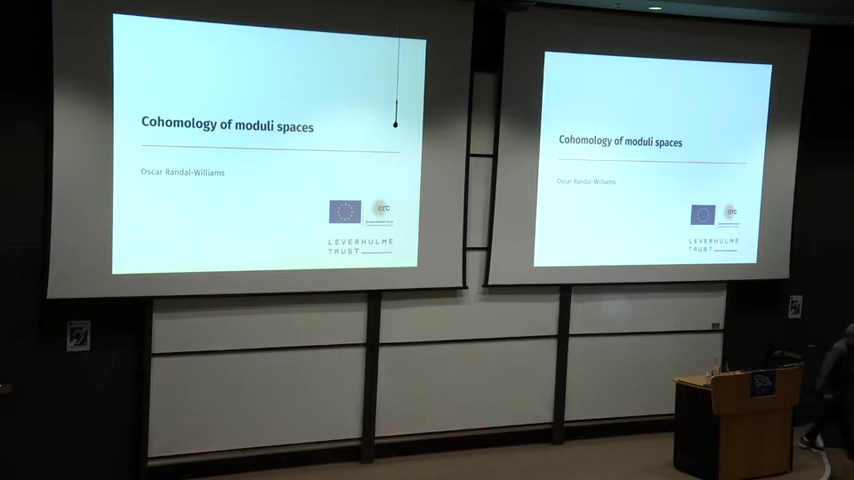 Cohomology of moduli spaces
Oscar Randal-Williams
erc
LEVERHULME
TRUST
Cohomology of moduli spaces
Oscar Randal-Williams
erc
LEVERHULME
TRUST